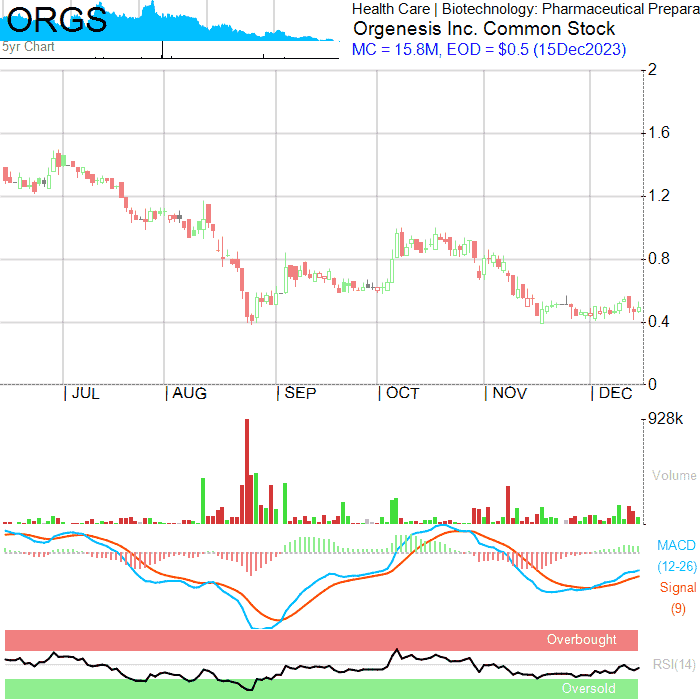 ORGS
5yr Chart
Health Care | Biotechnology: Pharmaceutical Prepara
Orgenesis Inc. Common Stock
MC = 15.8M, EOD = $0.5 (15Dec2023)
2
1.6
1.2
0.8
0.4
0
JUL AUG SEP OCT NOV DEC
928k
Volume
MACD
(12-26)
Signal
(9)
Overbought
RSI(14)
Oversold